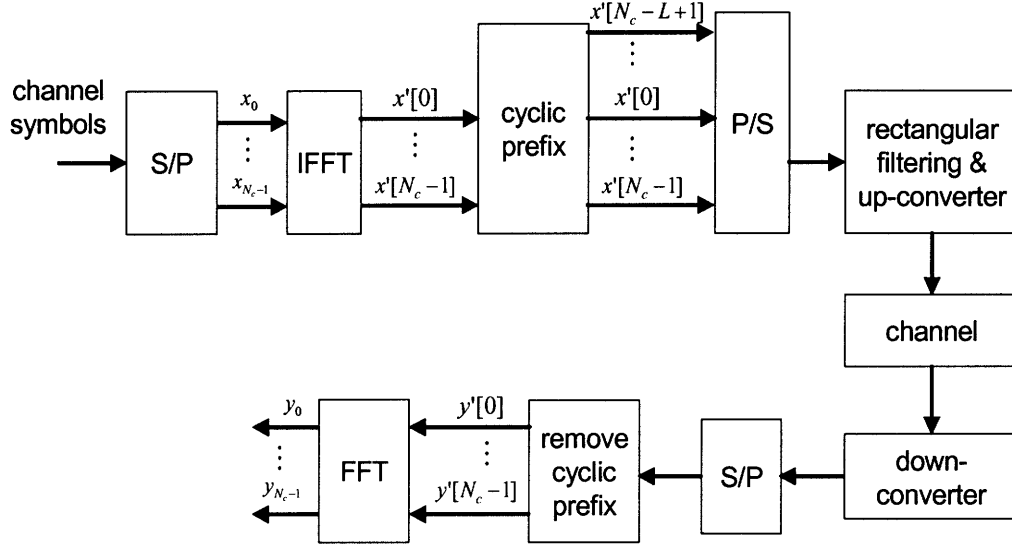 channel
symbols
S/P
x_0
⋮
x_{N_c-1}
IFFT
x'[0]
⋮
x'[N_c-1]
cyclic
prefix
x'[N_c-L+1]
⋮
x'[0]
⋮
x'[N_c-1]
P/S
rectangular
filtering &
up-converter
channel
down-
converter
S/P
remove
cyclic
prefix
y'[0]
⋮
y'[N_c-1]
FFT
y_0
⋮
y_{N_c-1}